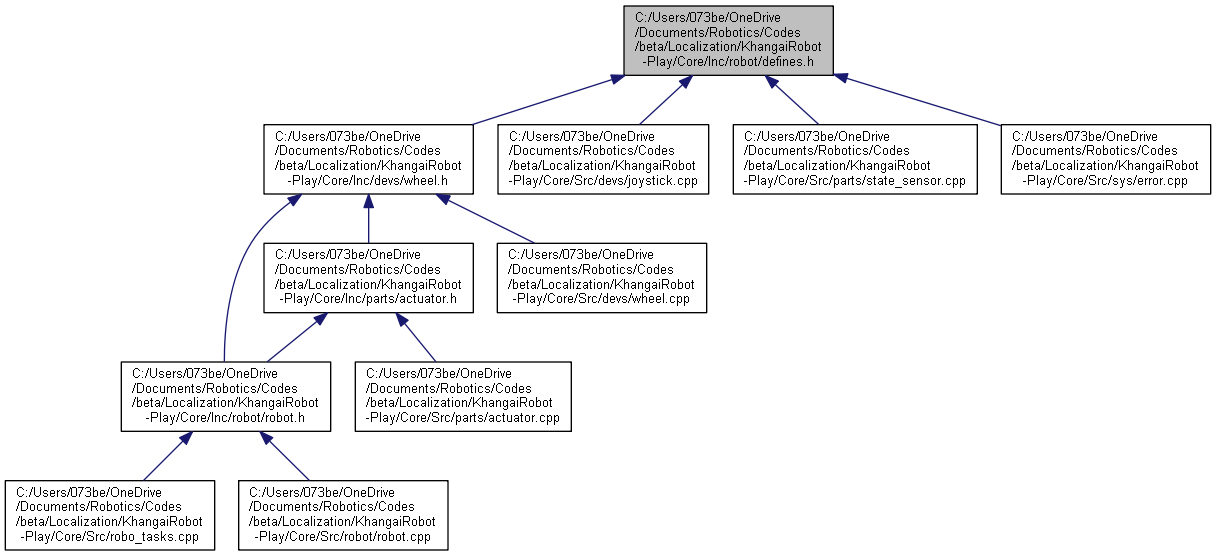 C:/Users/073be/OneDrive
/Documents/Robotics/Codes
/beta/Localization/KhangaiRobot
-Play/Core/Inc/robot/defines.h
C:/Users/073be/OneDrive
/Documents/Robotics/Codes
/beta/Localization/KhangaiRobot
-Play/Core/Inc/devs/wheel.h
C:/Users/073be/OneDrive
/Documents/Robotics/Codes
/beta/Localization/KhangaiRobot
-Play/Core/Src/devs/joystick.cpp
C:/Users/073be/OneDrive
/Documents/Robotics/Codes
/beta/Localization/KhangaiRobot
-Play/Core/Src/parts/state_sensor.cpp
C:/Users/073be/OneDrive
/Documents/Robotics/Codes
/beta/Localization/KhangaiRobot
-Play/Core/Src/sys/error.cpp
C:/Users/073be/OneDrive
/Documents/Robotics/Codes
/beta/Localization/KhangaiRobot
-Play/Core/Inc/parts/actuator.h
C:/Users/073be/OneDrive
/Documents/Robotics/Codes
/beta/Localization/KhangaiRobot
-Play/Core/Src/devs/wheel.cpp
C:/Users/073be/OneDrive
/Documents/Robotics/Codes
/beta/Localization/KhangaiRobot
-Play/Core/Inc/robot/robot.h
C:/Users/073be/OneDrive
/Documents/Robotics/Codes
/beta/Localization/KhangaiRobot
-Play/Core/Src/parts/actuator.cpp
C:/Users/073be/OneDrive
/Documents/Robotics/Codes
/beta/Localization/KhangaiRobot
-Play/Core/Src/robo_tasks.cpp
C:/Users/073be/OneDrive
/Documents/Robotics/Codes
/beta/Localization/KhangaiRobot
-Play/Core/Src/robot/robot.cpp